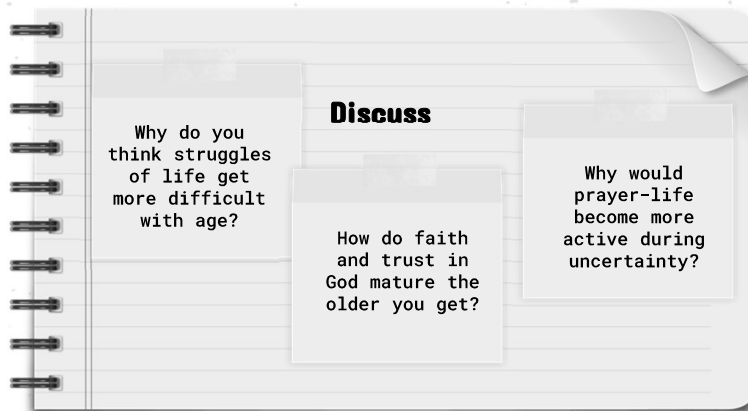 Discuss
Why do you
think struggles
of life get
more difficult
with age?
How do faith
and trust in
God mature the
older you get?
Why would
prayer-life
become more
active during
uncertainty?